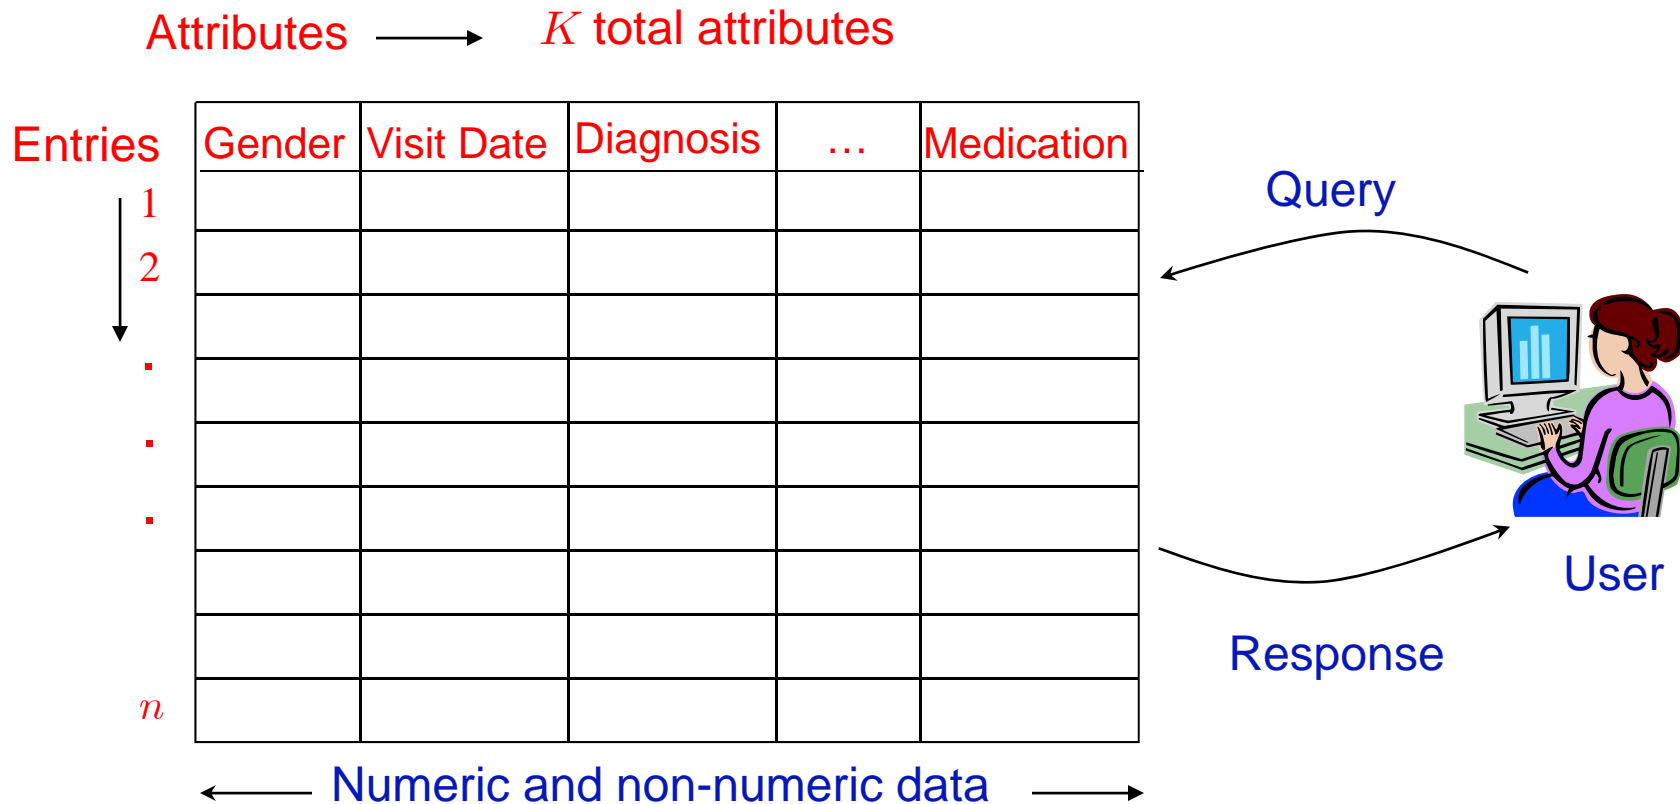 Attributes K total attributes
Entries Gender Visit Date Diagnosis ... Medication
1
2
.
.
.
n
Query
User
Response
Numeric and non-numeric data